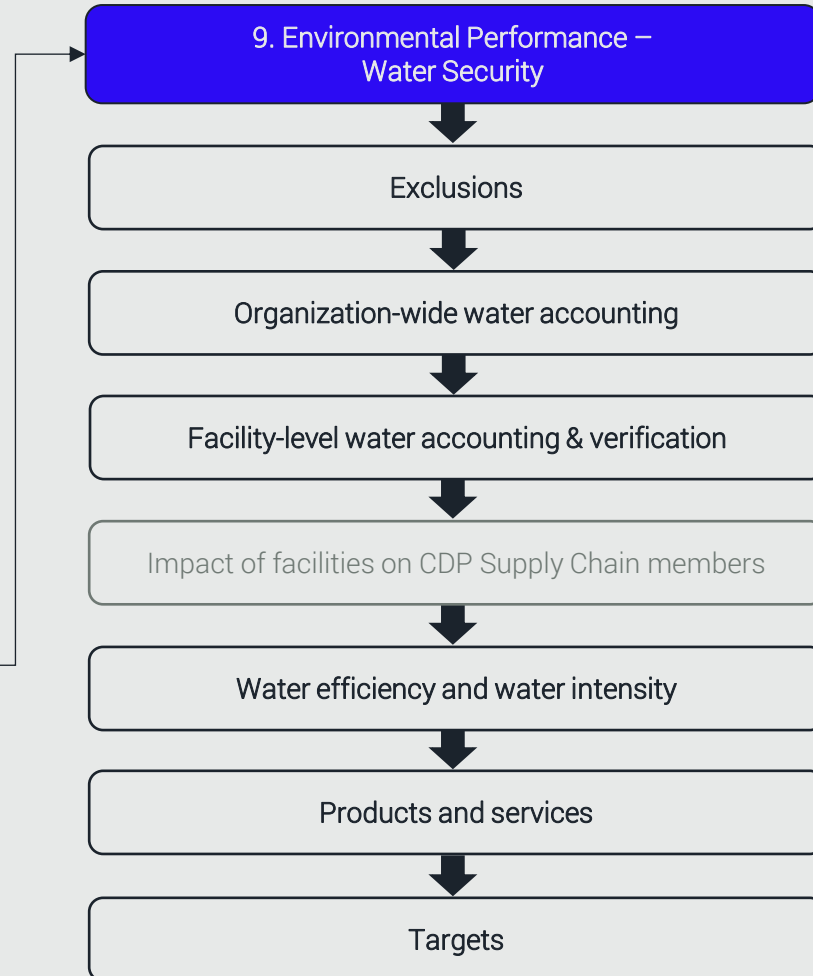 9. Environmental Performance –
Water Security
Exclusions
Organization-wide water accounting
Facility-level water accounting & verification
Impact of facilities on CDP Supply Chain members
Water efficiency and water intensity
Products and services
Targets